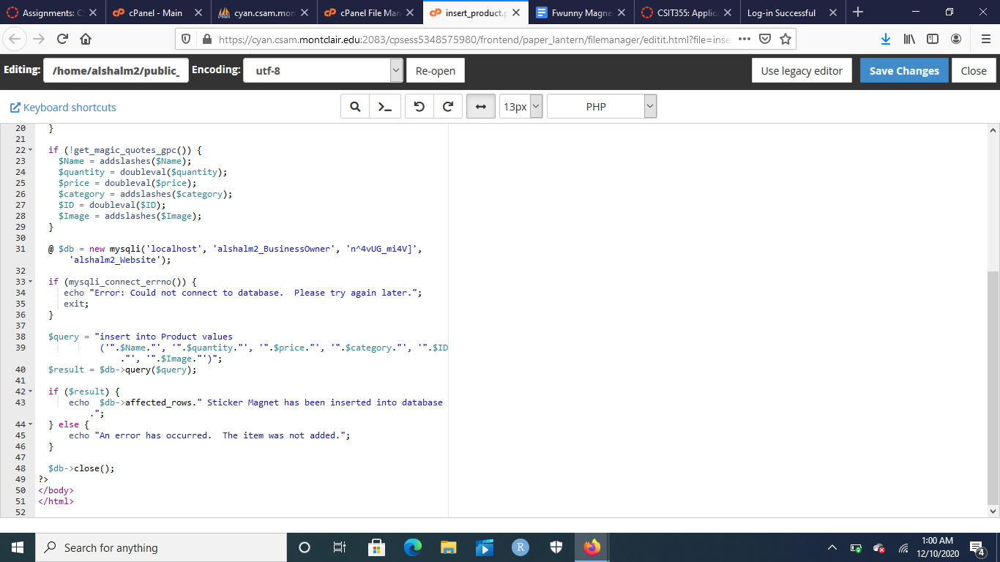 Assignments: C
cPanel - Main
cyan.csam.mon
cPanel File Man
insert_product.p
Fwunny Magne
CSIT355: Applica
Log-in Successful
https://cyan.csam.montclair.edu:2083/cpsess5348575980/frontend/paper_lantern/filemanager/editit.html?file=inse
Editing: /home/alshalm2/public_ Encoding: utf-8 Re-open Use legacy editor Save Changes Close
Keyboard shortcuts 13px PHP
20 }
21
22 if (!get_magic_quotes_gpc()) {
23 $Name = addslashes($Name);
24 $quantity = doubleval($quantity);
25 $price = doubleval($price);
26 $category = addslashes($category);
27 $ID = doubleval($ID);
28 $Image = addslashes($Image);
29 }
30
31 @ $db = new mysqli('localhost', 'alshalm2_BusinessOwner', 'n^4vUG_mi4V]',
'alshalm2_Website');
32
33 if (mysqli_connect_errno()) {
34 echo "Error: Could not connect to database.  Please try again later.";
35 exit;
36 }
37
38 $query = "insert into Product values
39 ('".$Name."', '".$quantity."', '".$price."', '".$category."', '".$ID
."', '".$Image."')";
40 $result = $db->query($query);
41
42 if ($result) {
43 echo  $db->affected_rows." Sticker Magnet has been inserted into database
.";
44 } else {
45 echo "An error has occurred.  The item was not added.";
46 }
47
48 $db->close();
49 ?>
50 </body>
51 </html>
52
Search for anything
R
1:00 AM
12/10/2020
4